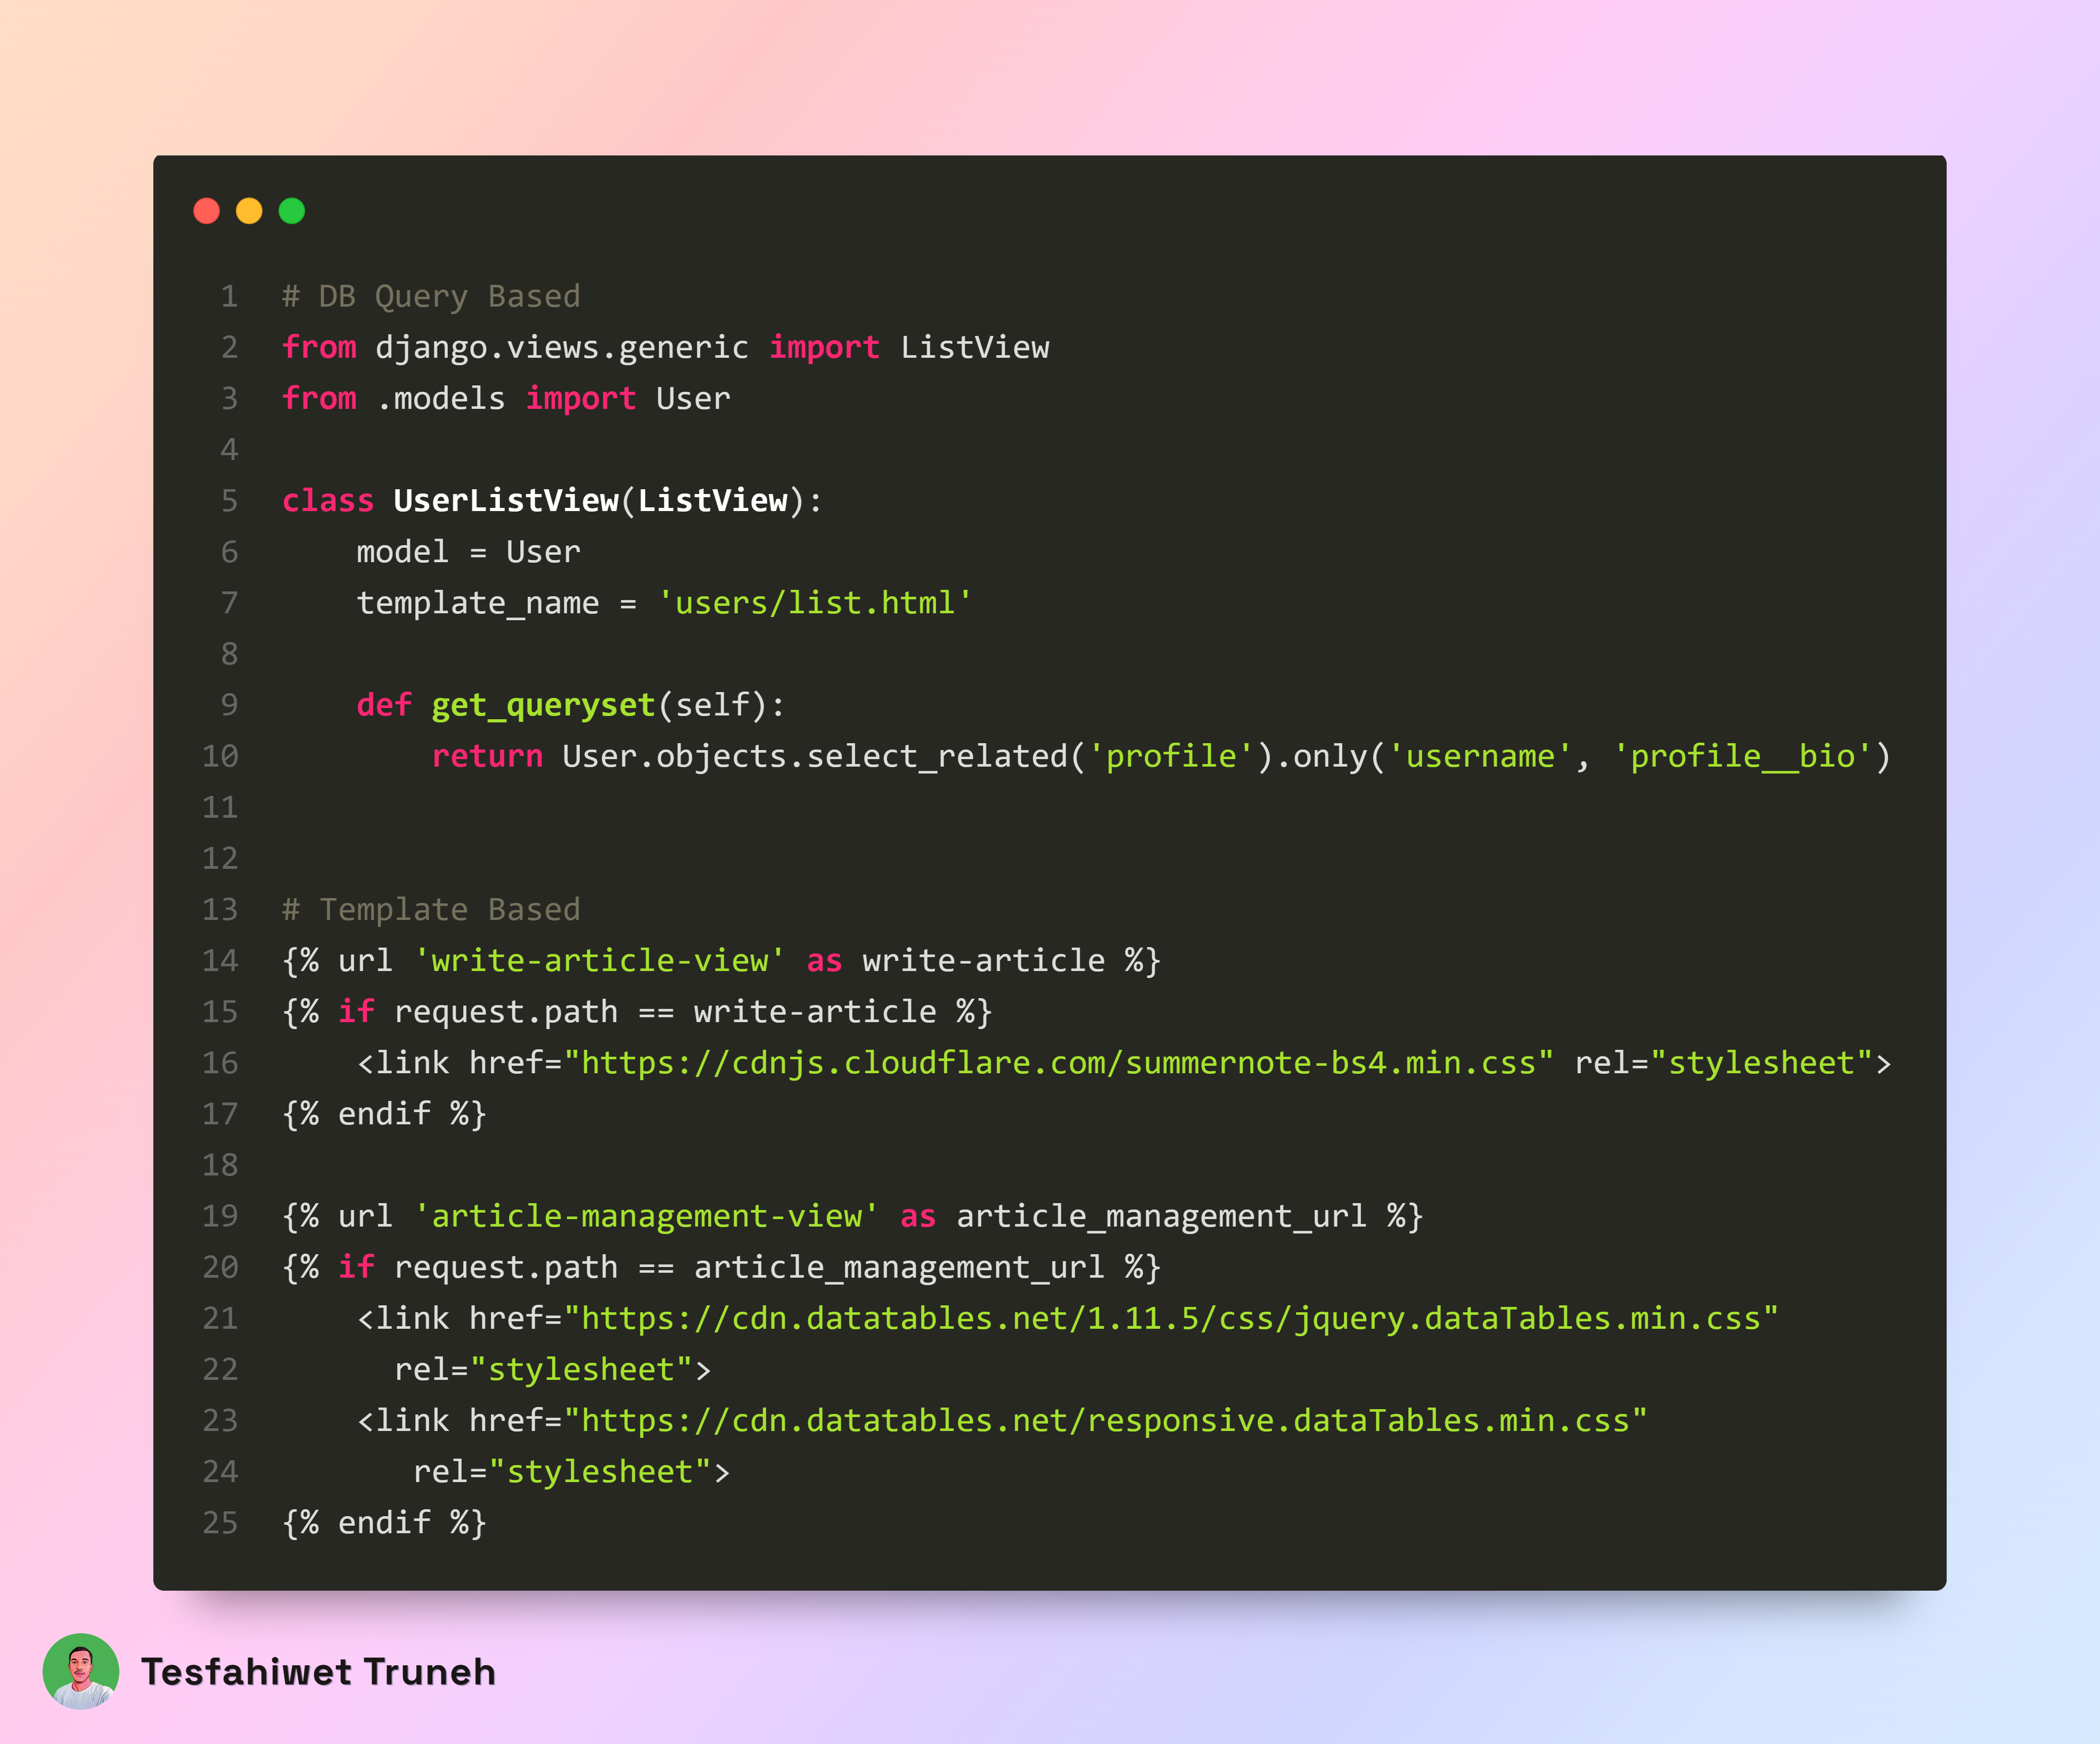 1 # DB Query Based
2 from django.views.generic import ListView
3 from .models import User
4
5 class UserListView(ListView):
6     model = User
7     template_name = 'users/list.html'
8
9     def get_queryset(self):
10         return User.objects.select_related('profile').only('username', 'profile__bio')
11
12
13 # Template Based
14 {% url 'write-article-view' as write-article %}
15 {% if request.path == write-article %}
16     <link href="https://cdnjs.cloudflare.com/summernote-bs4.min.css" rel="stylesheet">
17 {% endif %}
18
19 {% url 'article-management-view' as article_management_url %}
20 {% if request.path == article_management_url %}
21     <link href="https://cdn.datatables.net/1.11.5/css/jquery.dataTables.min.css"
22       rel="stylesheet">
23     <link href="https://cdn.datatables.net/responsive.dataTables.min.css"
24        rel="stylesheet">
25 {% endif %}
Tesfahiwet Truneh